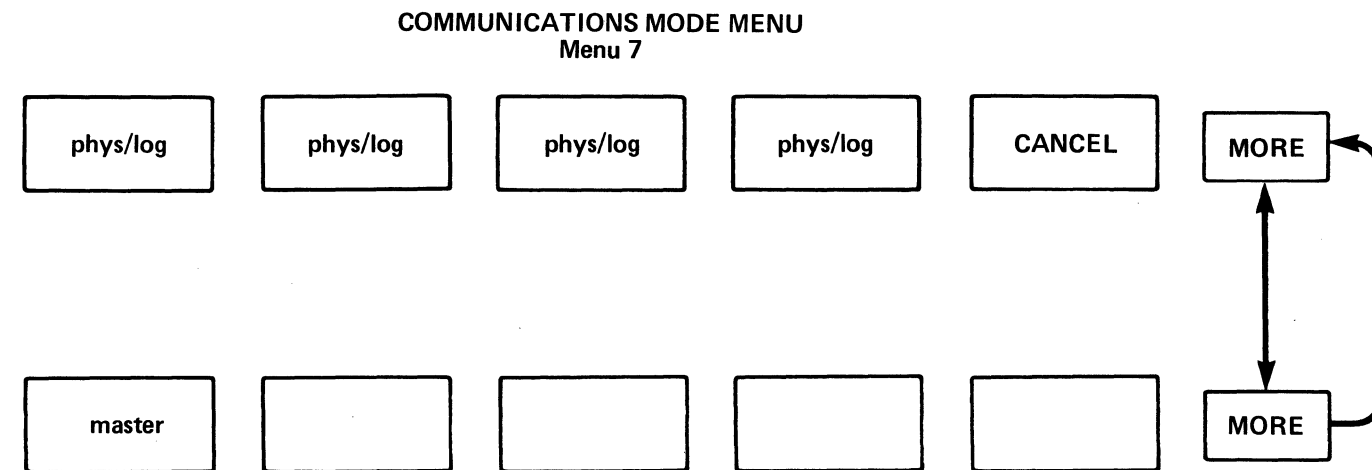 COMMUNICATIONS MODE MENU
Menu 7
phys/log phys/log phys/log phys/log CANCEL MORE
master MORE